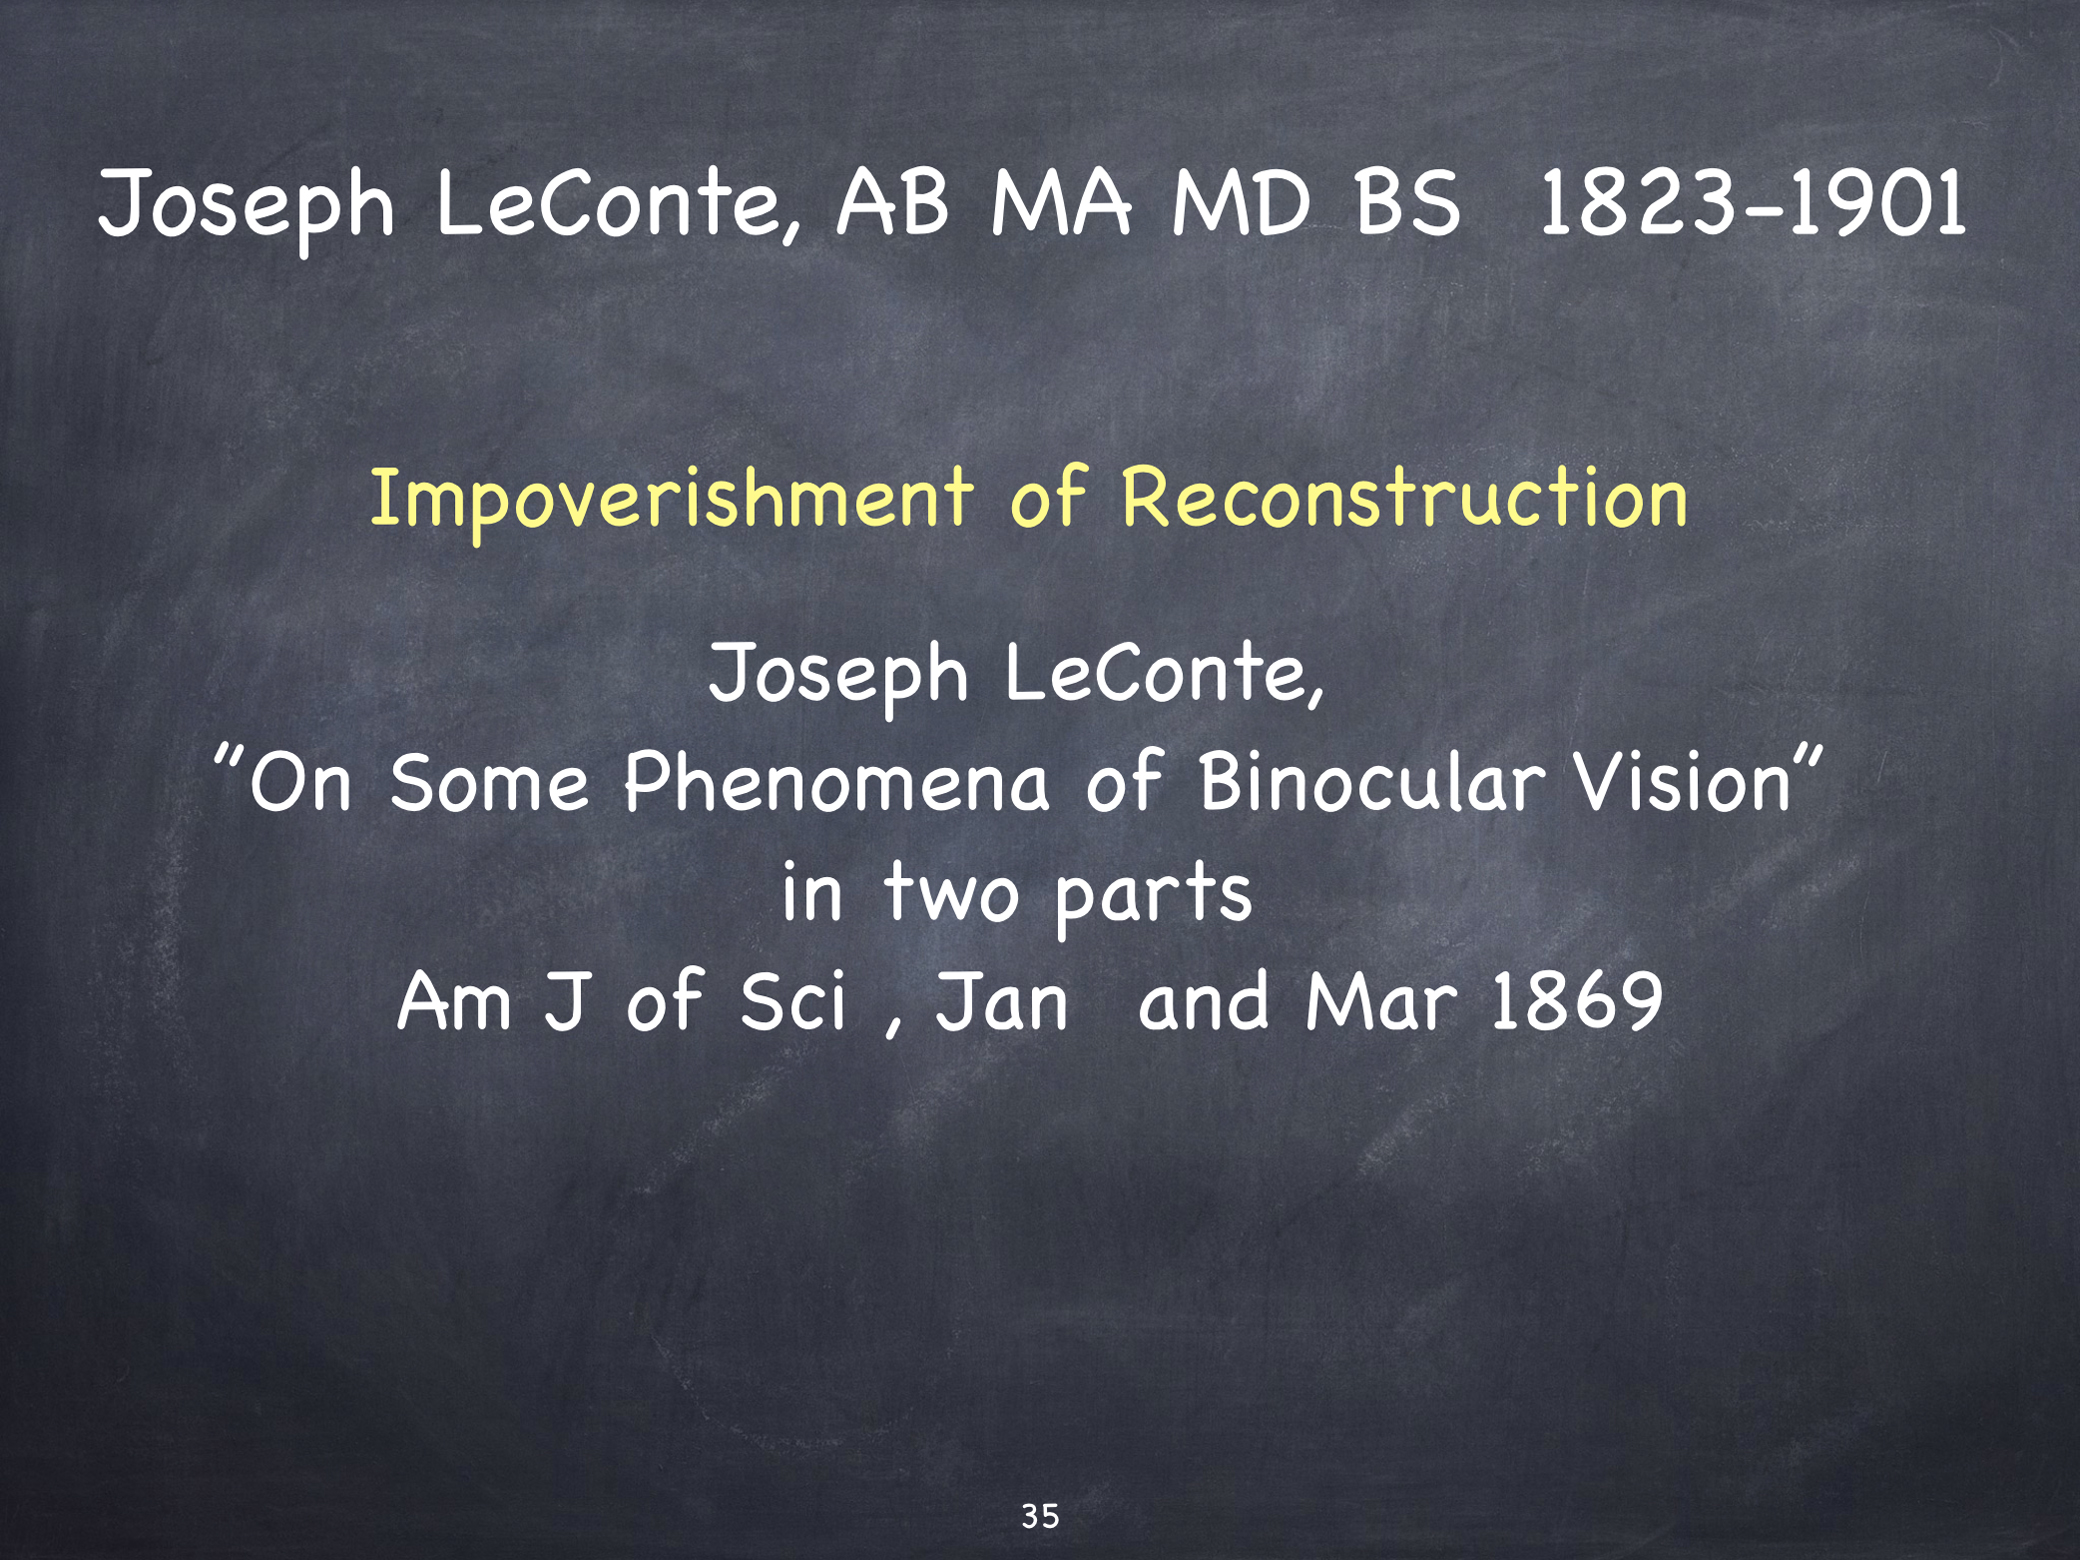 Joseph LeConte, AB MA MD BS 1823-1901
Impoverishment of Reconstruction
Joseph LeConte,
"On Some Phenomena of Binocular Vision"
in two parts
Am J of Sci , Jan and Mar 1869
35